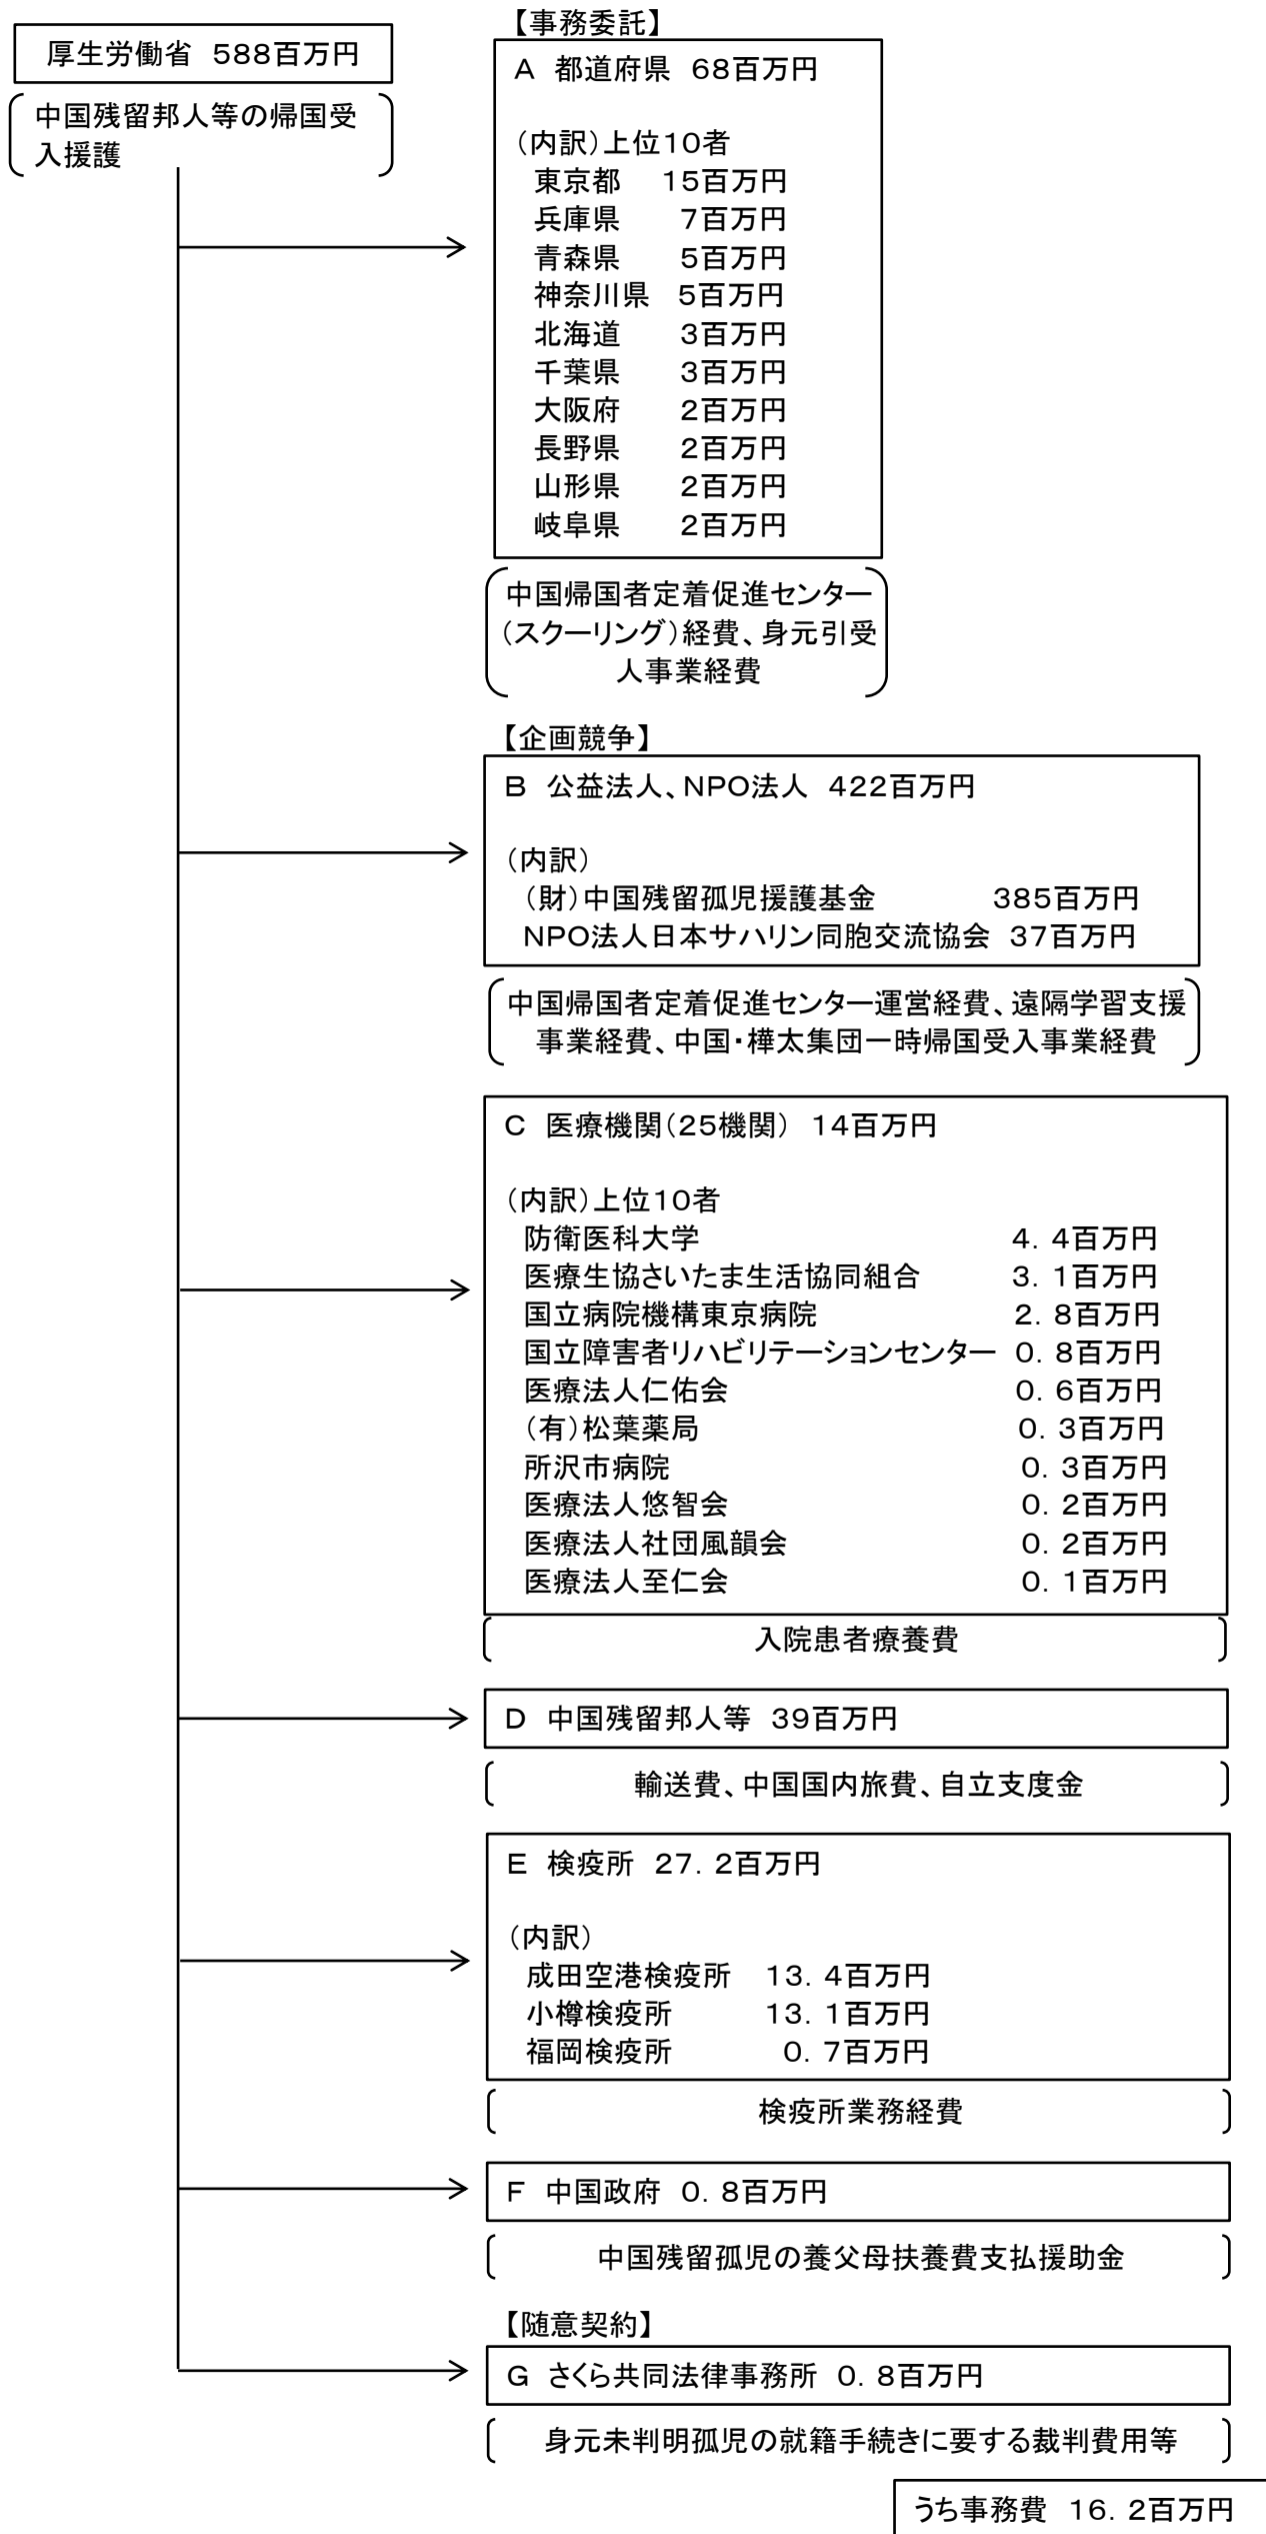 厚生労働省 588百万円
中国残留邦人等の帰国受
入援護
【事務委託】
A 都道府県 68百万円
(内訳)上位10者
東京都 15百万円
兵庫県 7百万円
青森県 5百万円
神奈川県 5百万円
北海道 3百万円
千葉県 3百万円
大阪府 2百万円
長野県 2百万円
山形県 2百万円
岐阜県 2百万円
中国帰国者定着促進センター
(スクーリング)経費、身元引受
人事業経費
【企画競争】
B 公益法人、NPO法人 422百万円
(内訳)
(財)中国残留孤児援護基金 385百万円
NPO法人日本サハリン同胞交流協会 37百万円
中国帰国者定着促進センター運営経費、遠隔学習支援
事業経費、中国・樺太集団一時帰国受入事業経費
C 医療機関(25機関) 14百万円
(内訳)上位10者
防衛医科大学 4.4百万円
医療生協さいたま生活協同組合 3.1百万円
国立病院機構東京病院 2.8百万円
国立障害者リハビリテーションセンター 0.8百万円
医療法人仁佑会 0.6百万円
(有)松葉薬局 0.3百万円
所沢市病院 0.3百万円
医療法人悠智会 0.2百万円
医療法人社団風韻会 0.2百万円
医療法人至仁会 0.1百万円
入院患者療養費
D 中国残留邦人等 39百万円
輸送費、中国国内旅費、自立支度金
E 検疫所 27.2百万円
(内訳)
成田空港検疫所 13.4百万円
小樽検疫所 13.1百万円
福岡検疫所 0.7百万円
検疫所業務経費
F 中国政府 0.8百万円
中国残留孤児の養父母扶養費支払援助金
【随意契約】
G さくら共同法律事務所 0.8百万円
身元未判明孤児の就籍手続きに要する裁判費用等
うち事務費 16.2百万円